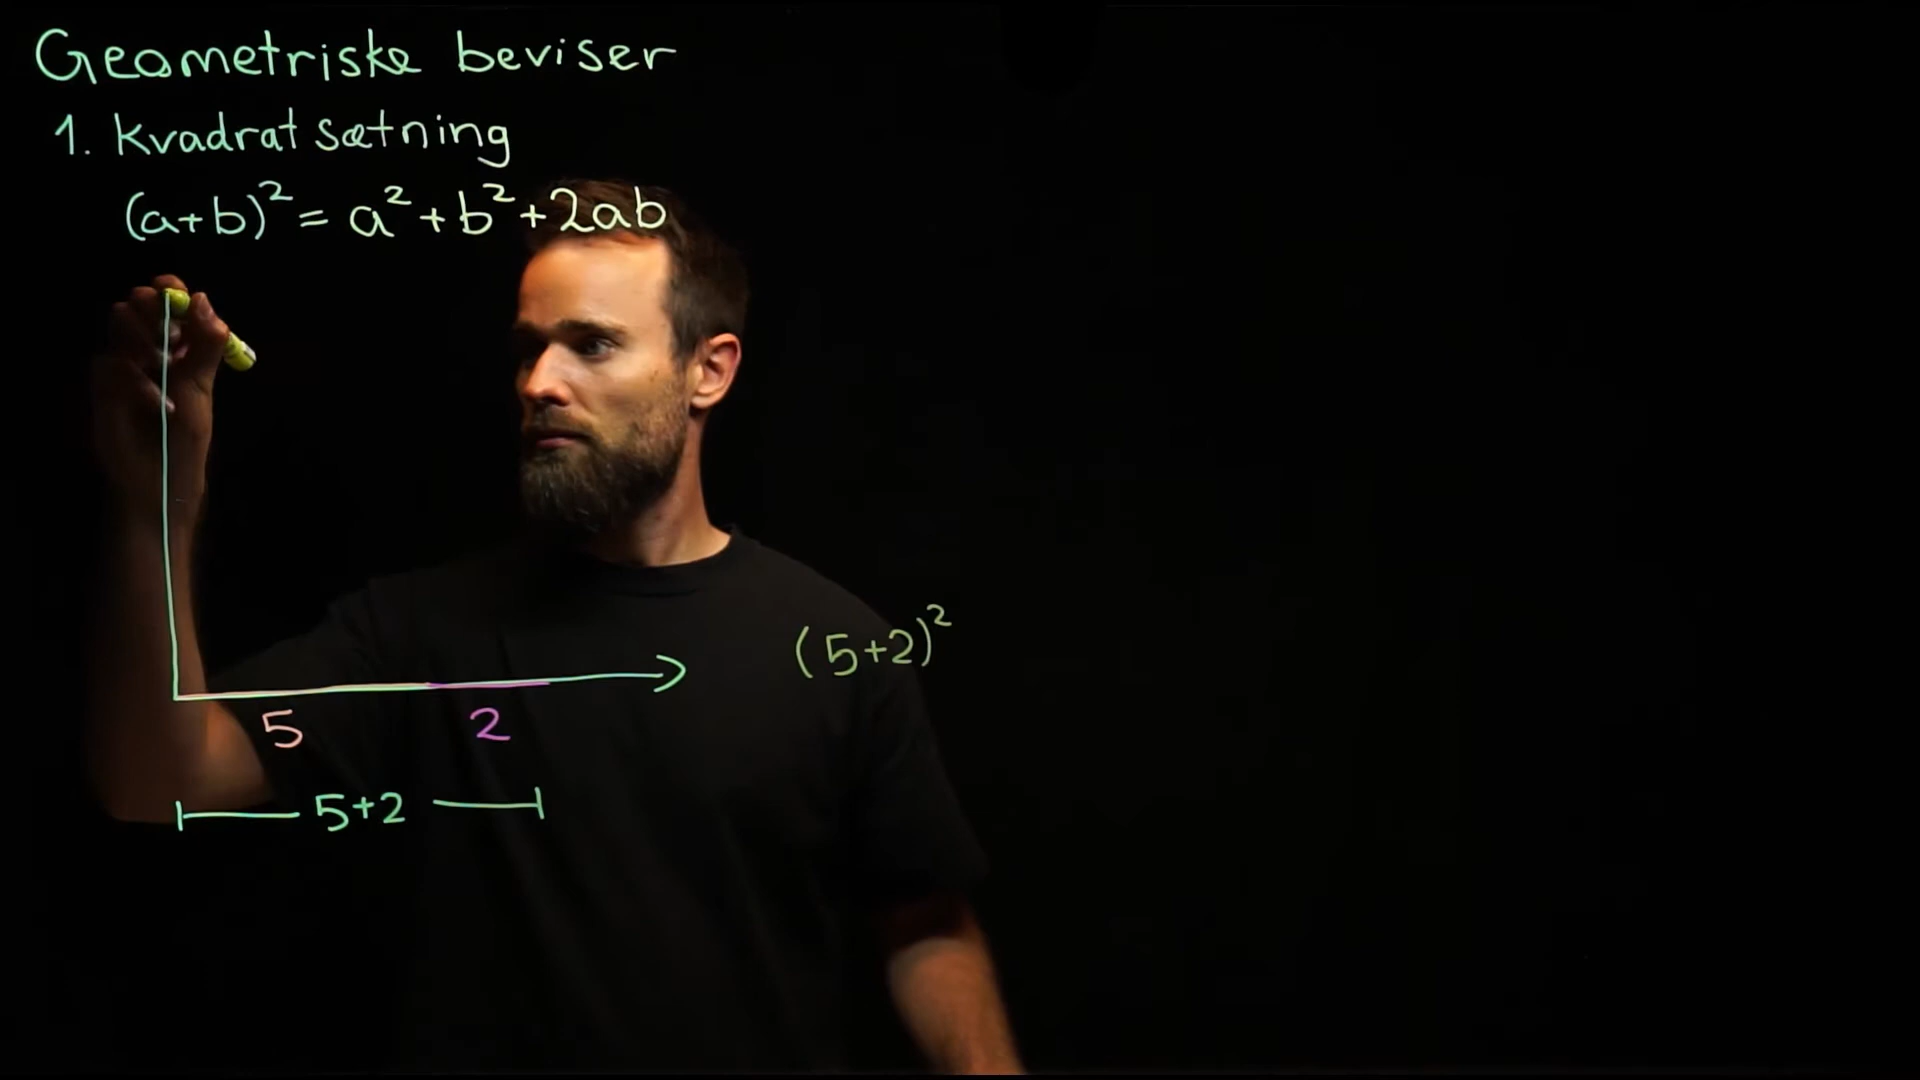 Geometriske beviser
1. Kvadratsætning
(a+b)² = a² + b² + 2ab
(5+2)²
5 2
5+2